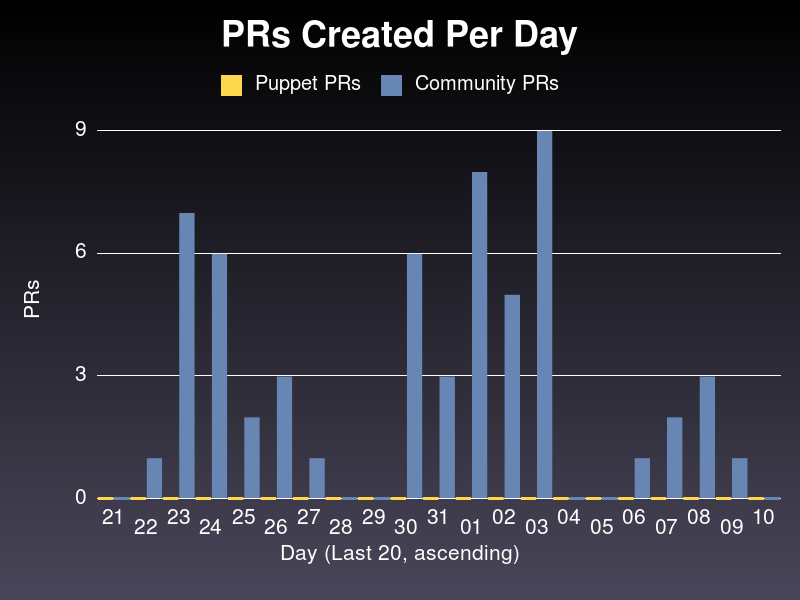 PRs Created Per Day
Puppet PRs Community PRs
9
6
3
0
PRs
21 22 23 24 25 26 27 28 29 30 31 01 02 03 04 05 06 07 08 09 10
Day (Last 20, ascending)